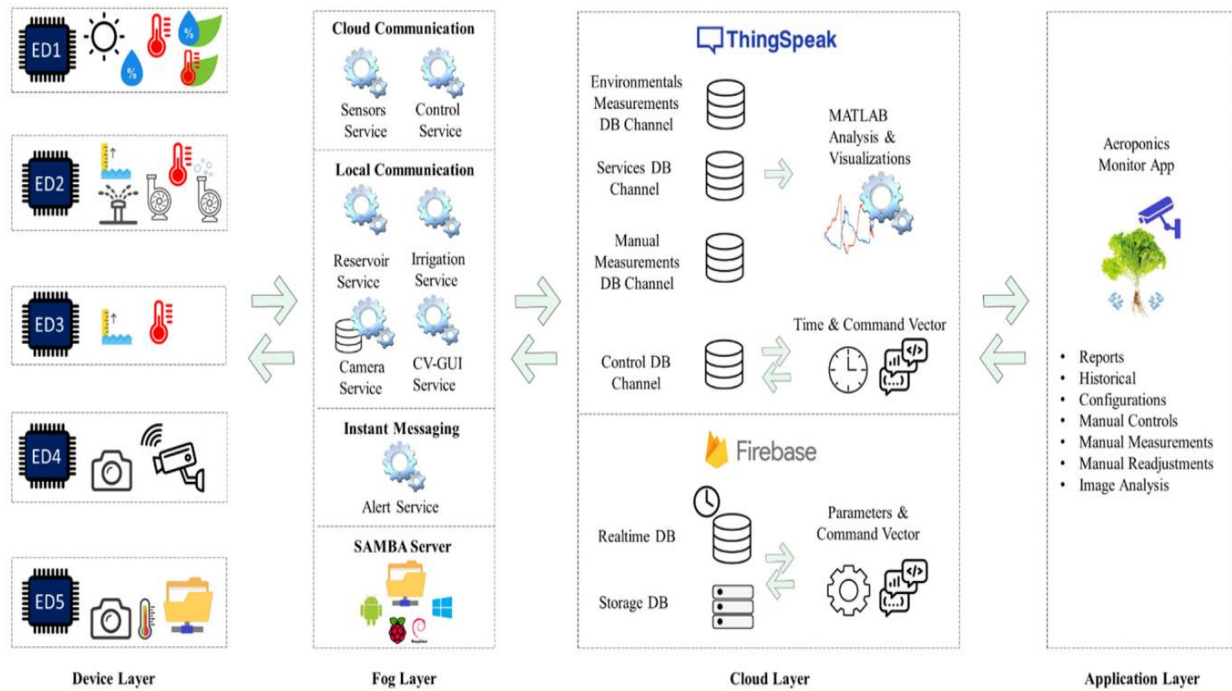 ED1
ED2
ED3
ED4
ED5
Device Layer
Cloud Communication
Sensors
Service
Control
Service
Local Communication
Reservoir
Service
Irrigation
Service
Camera
Service
CV-GUI
Service
Instant Messaging
Alert Service
SAMBA Server
Fog Layer
ThingSpeak
Environmentals
Measurements
DB Channel
Services DB
Channel
Manual
Measurements
DB Channel
Control DB
Channel
MATLAB
Analysis &
Visualizations
Time & Command Vector
Firebase
Realtime DB
Storage DB
Parameters &
Command Vector
Cloud Layer
Aeroponics
Monitor App
• Reports
• Historical
• Configurations
• Manual Controls
• Manual Measurements
• Manual Readjustments
• Image Analysis
Application Layer